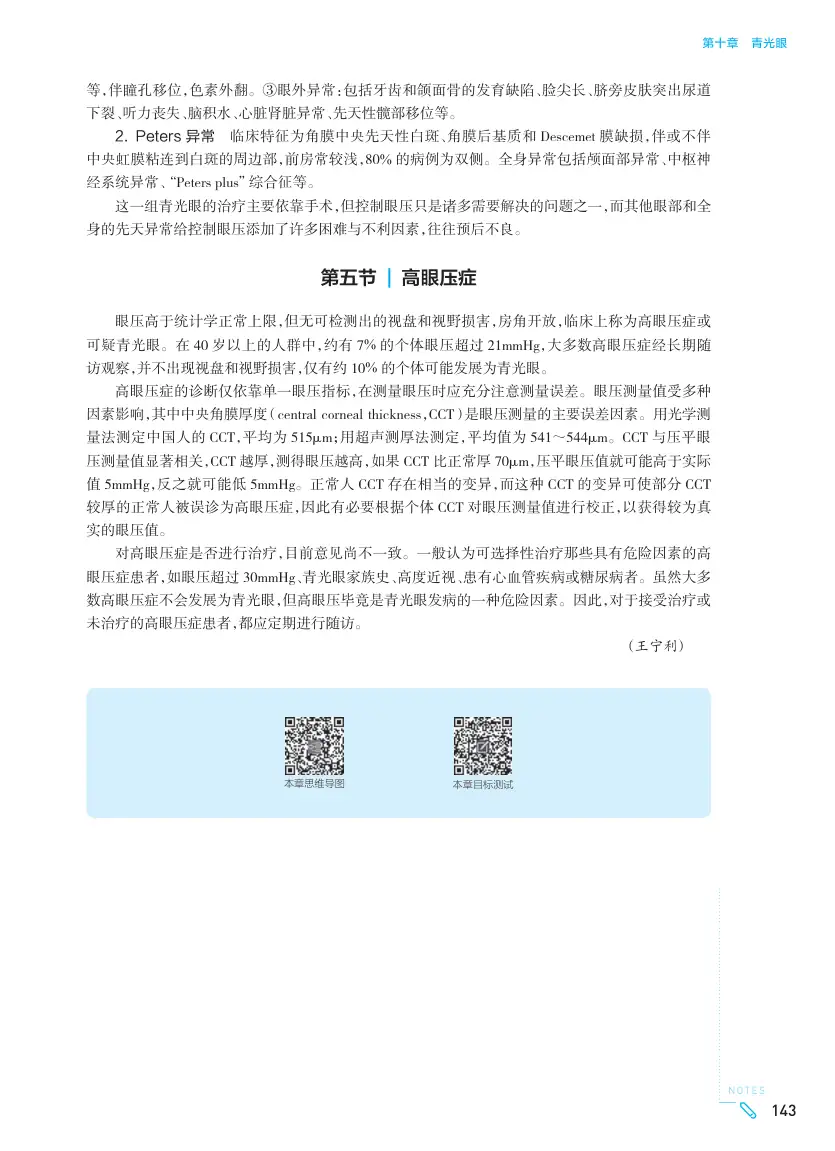 第十章 青光眼
等,伴瞳孔移位,色素外翻。③眼外异常:包括牙齿和颌面骨的发育缺陷、脸尖长、脐旁皮肤突出尿道
下裂、听力丧失、脑积水、心脏肾脏异常、先天性髋部移位等。
2. Peters 异常 临床特征为角膜中央先天性白斑、角膜后基质和 Descemet 膜缺损,伴或不伴
中央虹膜粘连到白斑的周边部,前房常较浅,80% 的病例为双侧。全身异常包括颅面部异常、中枢神
经系统异常、“Peters plus”综合征等。
这一组青光眼的治疗主要依靠手术,但控制眼压只是诸多需要解决的问题之一,而其他眼部和全
身的先天异常给控制眼压添加了许多困难与不利因素,往往预后不良。
第五节 | 高眼压症
眼压高于统计学正常上限,但无可检测出的视盘和视野损害,房角开放,临床上称为高眼压症或
可疑青光眼。在 40 岁以上的人群中,约有 7% 的个体眼压超过 21mmHg,大多数高眼压症经长期随
访观察,并不出现视盘和视野损害,仅有约 10% 的个体可能发展为青光眼。
高眼压症的诊断仅依靠单一眼压指标,在测量眼压时应充分注意测量误差。眼压测量值受多种
因素影响,其中中央角膜厚度(central corneal thickness,CCT)是眼压测量的主要误差因素。用光学测
量法测定中国人的 CCT,平均为 515μm;用超声测厚法测定,平均值为 541～544μm。CCT 与压平眼
压测量值显著相关,CCT 越厚,测得眼压越高,如果 CCT 比正常厚 70μm,压平眼压值就可能高于实际
值 5mmHg,反之就可能低 5mmHg。正常人 CCT 存在相当的变异,而这种 CCT 的变异可使部分 CCT
较厚的正常人被误诊为高眼压症,因此有必要根据个体 CCT 对眼压测量值进行校正,以获得较为真
实的眼压值。
对高眼压症是否进行治疗,目前意见尚不一致。一般认为可选择性治疗那些具有危险因素的高
眼压症患者,如眼压超过 30mmHg、青光眼家族史、高度近视、患有心血管疾病或糖尿病者。虽然大多
数高眼压症不会发展为青光眼,但高眼压毕竟是青光眼发病的一种危险因素。因此,对于接受治疗或
未治疗的高眼压症患者,都应定期进行随访。
(王宁利)
本章思维导图
本章目标测试
NOTES
143